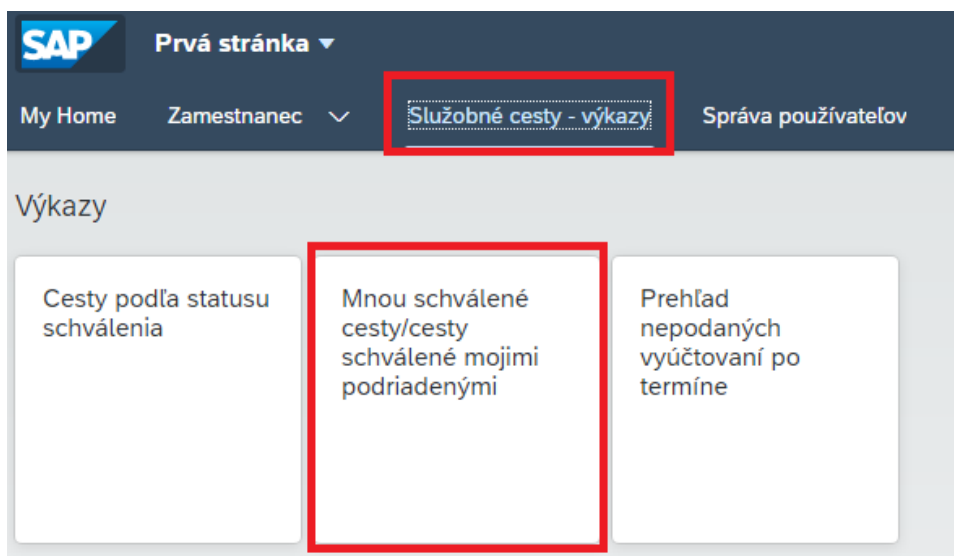 SAP Prvá stránka
My Home Zamestnanec Služobné cesty - výkazy Správa používateľov
Výkazy
Cesty podľa statusu
schválenia
Mnou schválené
cesty/cesty
schválené mojimi
podriadenými
Prehľad
nepodaných
vyúčtovaní po
termíne